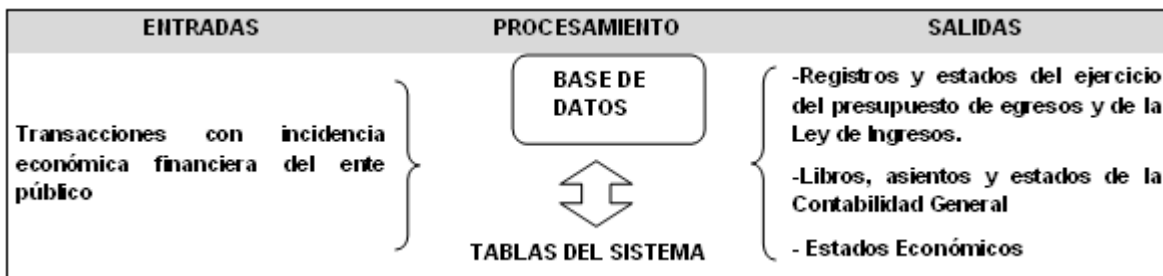 ENTRADAS PROCESAMIENTO SALIDAS
Transacciones con incidencia
económica financiera del ente
público
BASE DE
DATOS
TABLAS DEL SISTEMA
-Registros y estados del ejercicio
del presupuesto de egresos y de la
Ley de Ingresos.
-Libros, asientos y estados de la
Contabilidad General
- Estados Económicos